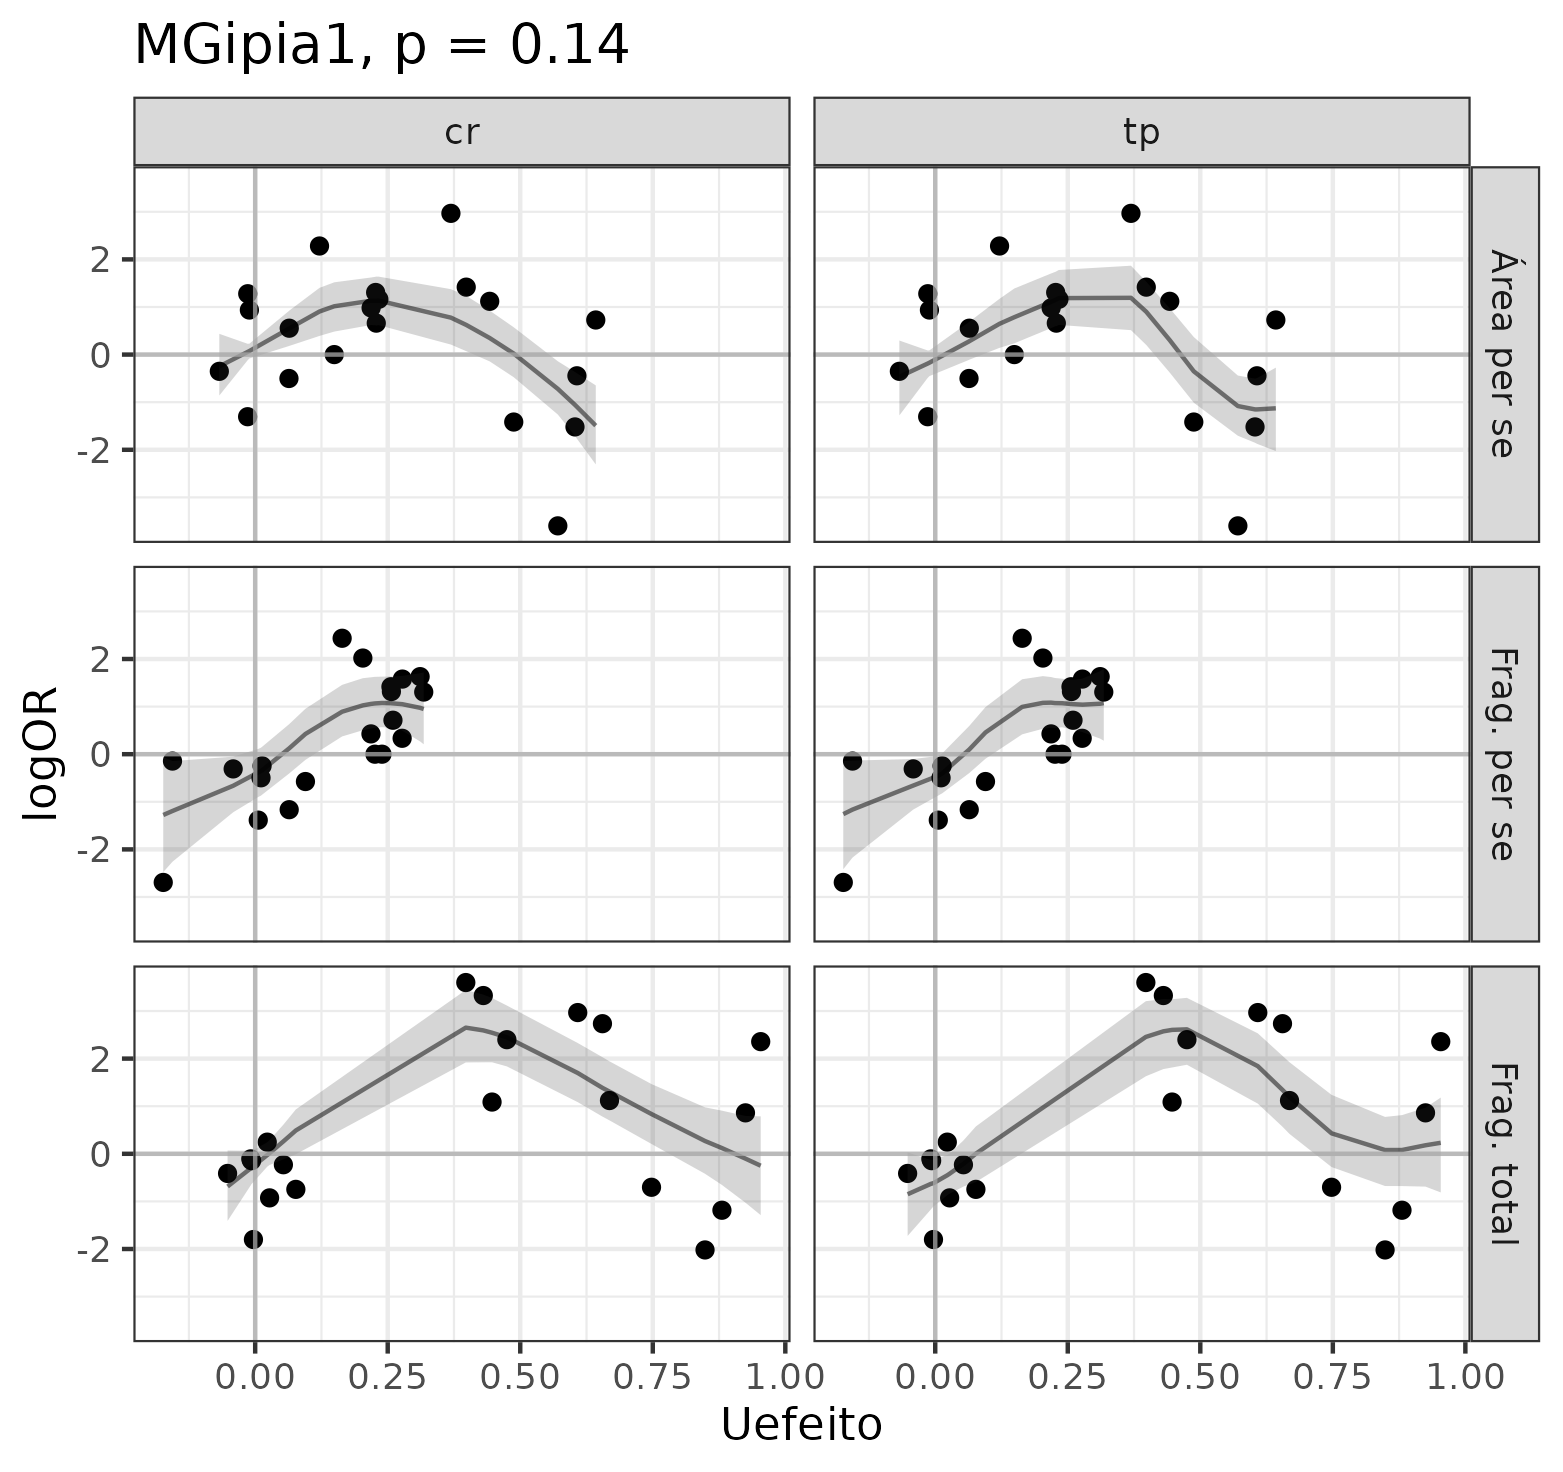 MGipia1, p = 0.14
cr
tp
2
0
-2
Área per se
2
0
-2
Frag. per se
2
0
-2
Frag. total
logOR
0.00 0.25 0.50 0.75 1.00 0.00 0.25 0.50 0.75 1.00
Uefeito